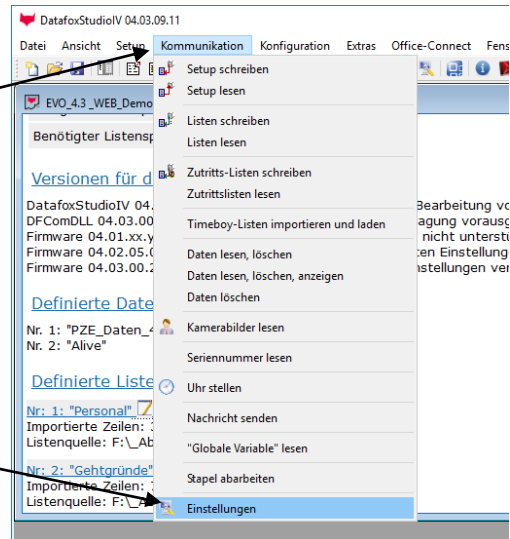 DatafoxStudioIV 04.03.09.11
Datei Ansicht Setup Kommunikation Konfiguration Extras Office-Connect Fens
EVO_4.3 _WEB_Demo
Benötigter Listensp
Versionen für d
DatafoxStudioIV 04. Bearbeitung vo
DFComDLL 04.03.00 agung vorausg
Firmware 04.01.xx.y nicht unterstü
Firmware 04.02.05.0 ten Einstellung
Firmware 04.03.00.2 nstellungen ver
Definierte Date
Nr. 1: "PZE_Daten_4
Nr. 2: "Alive"
Definierte Liste
Nr: 1: "Personal"
Importierte Zeilen: 3
Listenquelle: F:\_Ab
Nr: 2: "Gehtgründe"
Importierte Zeilen: 7
Listenquelle: F:\_A
Setup schreiben
Setup lesen
Listen schreiben
Listen lesen
Zutritts-Listen schreiben
Zutrittslisten lesen
Timeboy-Listen importieren und laden
Daten lesen, löschen
Daten lesen, löschen, anzeigen
Daten löschen
Kamerabilder lesen
Seriennummer lesen
Uhr stellen
Nachricht senden
"Globale Variable" lesen
Stapel abarbeiten
Einstellungen